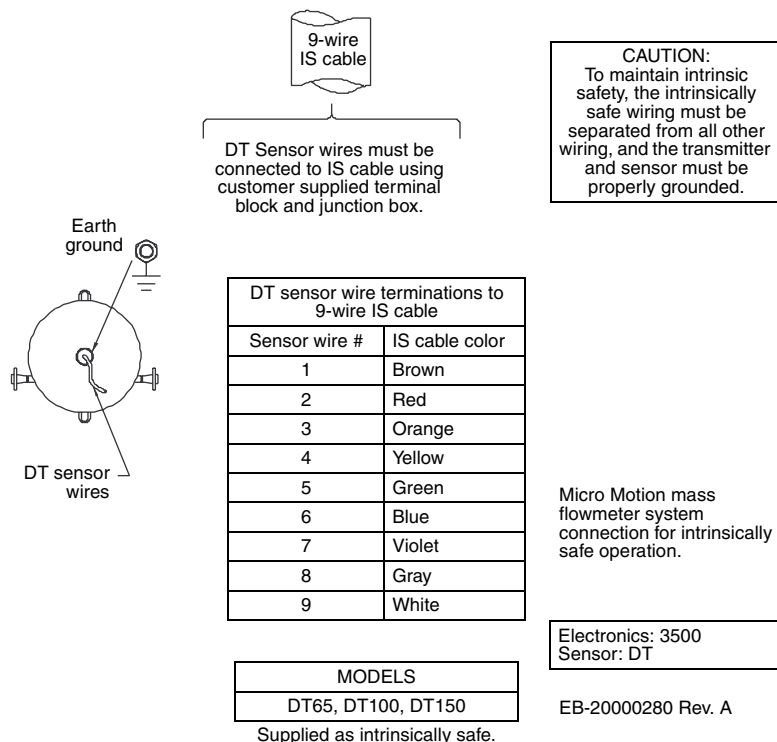 9-wire
IS cable
CAUTION:
To maintain intrinsic
safety, the intrinsically
safe wiring must be
separated from all other
wiring, and the transmitter
and sensor must be
properly grounded.
DT Sensor wires must be
connected to IS cable using
customer supplied terminal
block and junction box.
Earth
ground
DT sensor
wires
DT sensor wire terminations to
9-wire IS cable
Sensor wire # IS cable color
1 Brown
2 Red
3 Orange
4 Yellow
5 Green
6 Blue
7 Violet
8 Gray
9 White
Micro Motion mass
flowmeter system
connection for intrinsically
safe operation.
Electronics: 3500
Sensor: DT
MODELS
DT65, DT100, DT150
Supplied as intrinsically safe.
EB-20000280 Rev. A